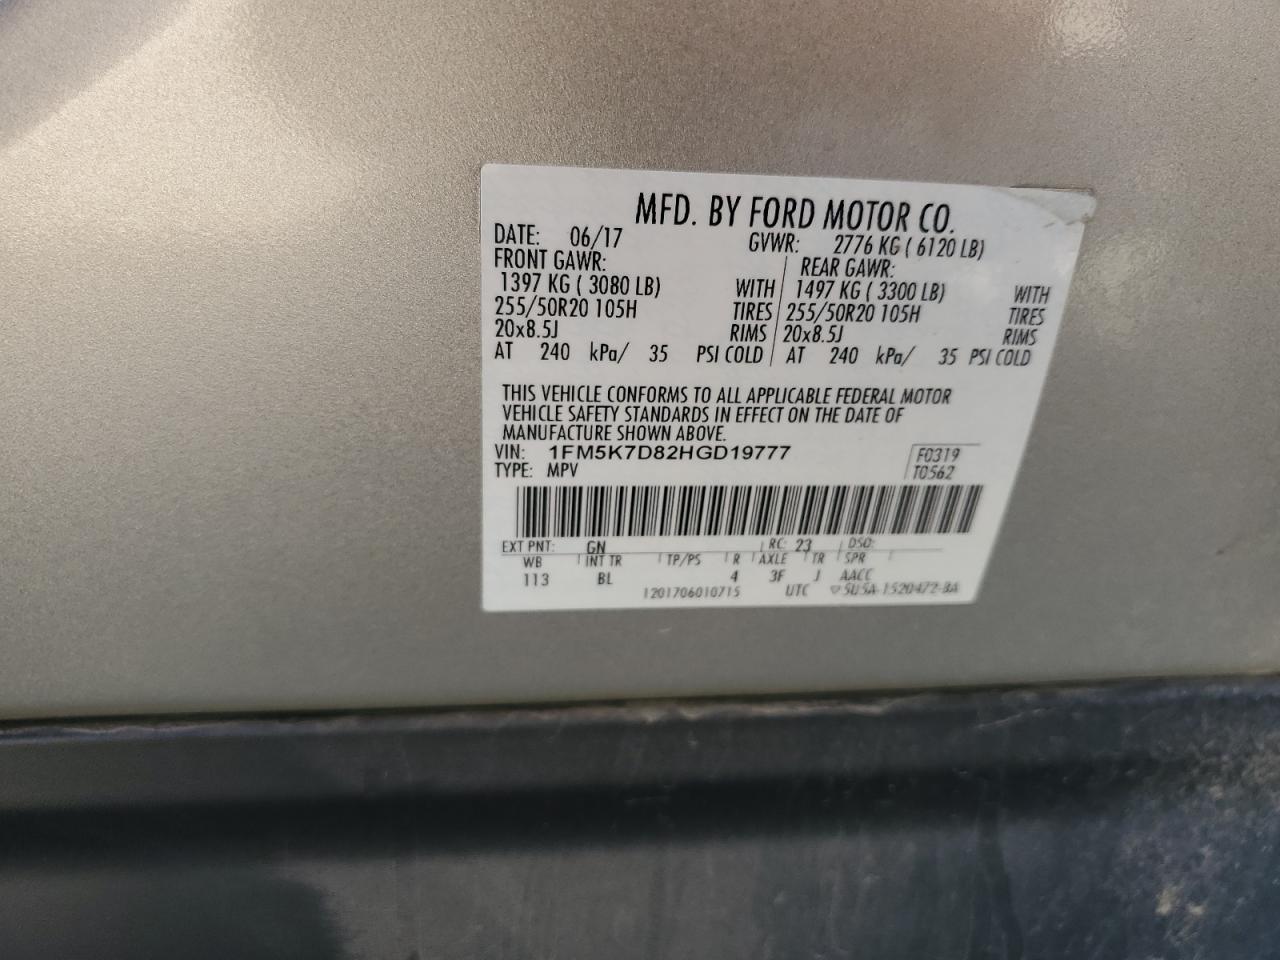 MFD. BY FORD MOTOR CO.
DATE: 06/17 GVWR: 2776 KG ( 6120 LB)
FRONT GAWR: REAR GAWR:
1397 KG ( 3080 LB) WITH 1497 KG ( 3300 LB) WITH
255/50R20 105H TIRES 255/50R20 105H TIRES
20x8.5J RIMS 20x8.5J RIMS
AT 240 kPa/ 35 PSI COLD AT 240 kPa/ 35 PSI COLD
THIS VEHICLE CONFORMS TO ALL APPLICABLE FEDERAL MOTOR
VEHICLE SAFETY STANDARDS IN EFFECT ON THE DATE OF
MANUFACTURE SHOWN ABOVE.
VIN: 1FM5K7D82HGD19777 F0319
TYPE: MPV T0562
EXT PNT: GN RC: 23 DSO:
WB INT TR TP/PS R AXLE TR SPR
113 BL 4 3F J AACC
1201706010715 UTC ▽5U5A-1520472-BA